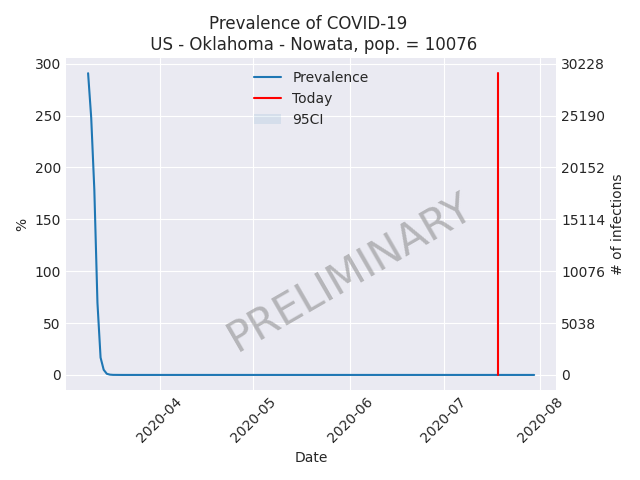 Prevalence of COVID-19
US - Oklahoma - Nowata, pop. = 10076
Prevalence
Today
95CI
300
250
200
150
100
50
0
%
30228
25190
20152
15114
10076
5038
0
# of infections
PRELIMINARY
2020-04
2020-05
2020-06
2020-07
2020-08
Date